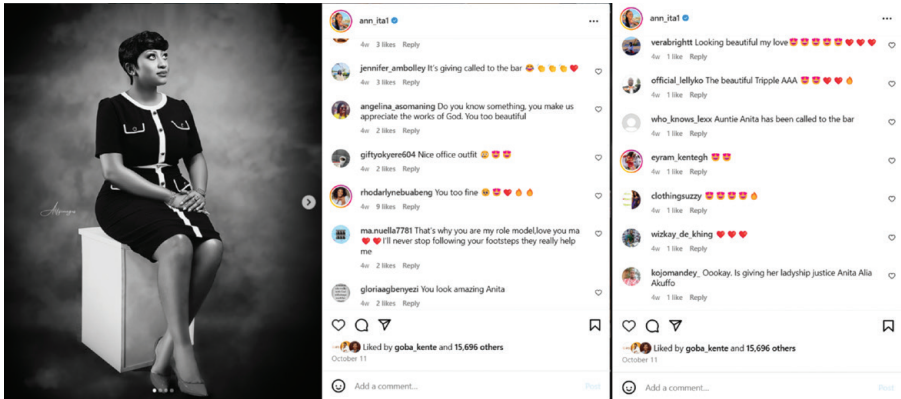 ann_ita1
4w 3 likes Reply
jennifer_ambolley It's giving called to the bar 😂 👏 👏 👏 ❤️
4w 3 likes Reply
angelina_asomaning Do you know something, you make us
appreciate the works of God. You too beautiful
4w 2 likes Reply
giftyokyere604 Nice office outfit 😍 😍
4w 2 likes Reply
rhodarlynebuabeng You too fine 😍 ❤️ 🔥 🔥
4w 9 likes Reply
ma.nuella7781 That's why you are my role model,love you ma
❤️ ❤️ I'll never stop following your footsteps they really help
me
4w 2 likes Reply
gloriaagbenyezi You look amazing Anita
4w 2 likes Reply
Liked by goba_kente and 15,696 others
October 11
Add a comment...
Post
ann_ita1
verabrightt Looking beautiful my love 😍 😍 😍 😍 😍 ❤️ ❤️ ❤️
4w 1 like Reply
official_lellyko The beautiful Tripple AAA 😍 😍 ❤️ ❤️ 🔥
4w 1 like Reply
who_knows_lexx Auntie Anita has been called to the bar
4w 1 like Reply
eyram_kentegh 😍 😍
4w 1 like Reply
clothingsuzzy 😍 😍 😍 😍 🔥
4w 1 like Reply
wizkay_de_khing ❤️ ❤️ ❤️
4w 1 like Reply
kojomandey_ Oookay. Is giving her ladyship justice Anita Alia
Akuffo
4w 1 like Reply
Liked by goba_kente and 15,696 others
October 11
Add a comment...
Post